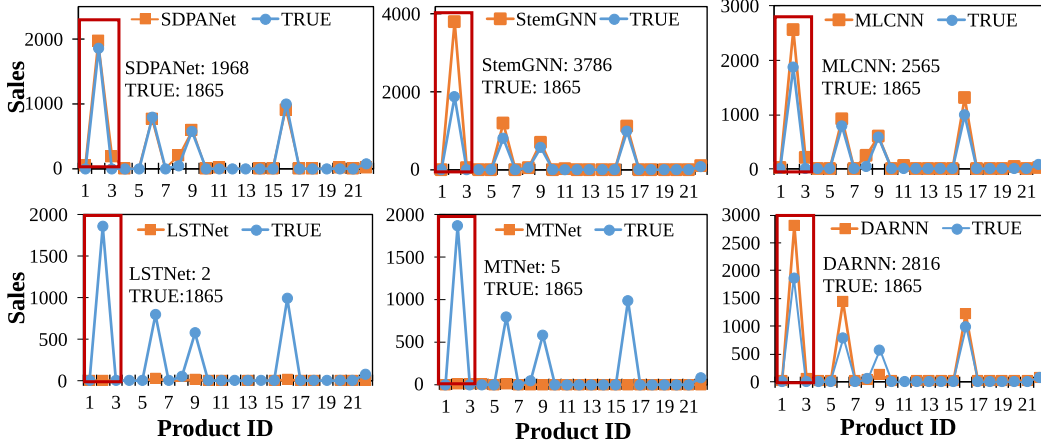 SDPANet TRUE
2000
1000
0
Sales
SDPANet: 1968
TRUE: 1865
1 3 5 7 9 11 13 15 17 19 21
StemGNN TRUE
4000
2000
0
StemGNN: 3786
TRUE: 1865
1 3 5 7 9 11 13 15 17 19 21
MLCNN TRUE
3000
2000
1000
0
MLCNN: 2565
TRUE: 1865
1 3 5 7 9 11 13 15 17 19 21
LSTNet TRUE
2000
1500
1000
500
0
Sales
LSTNet: 2
TRUE:1865
1 3 5 7 9 11 13 15 17 19 21
Product ID
MTNet TRUE
2000
1500
1000
500
0
MTNet: 5
TRUE: 1865
1 3 5 7 9 11 13 15 17 19 21
Product ID
DARNN TRUE
3000
2500
2000
1500
1000
500
0
DARNN: 2816
TRUE: 1865
1 3 5 7 9 11 13 15 17 19 21
Product ID